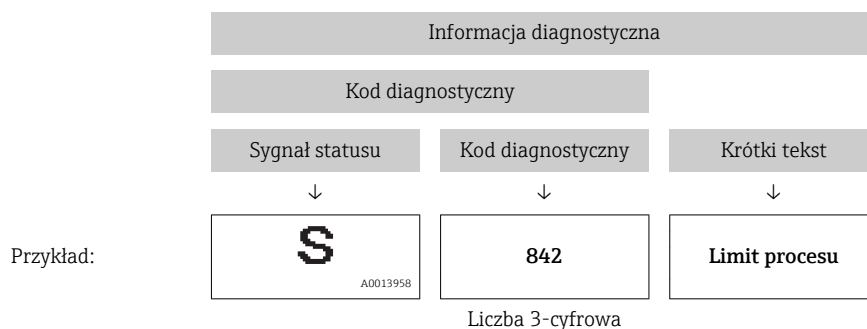 Informacja diagnostyczna
Kod diagnostyczny
Sygnał statusu Kod diagnostyczny Krótki tekst
↓ ↓ ↓
Przykład: S 842 Limit procesu
A0013958
Liczba 3-cyfrowa